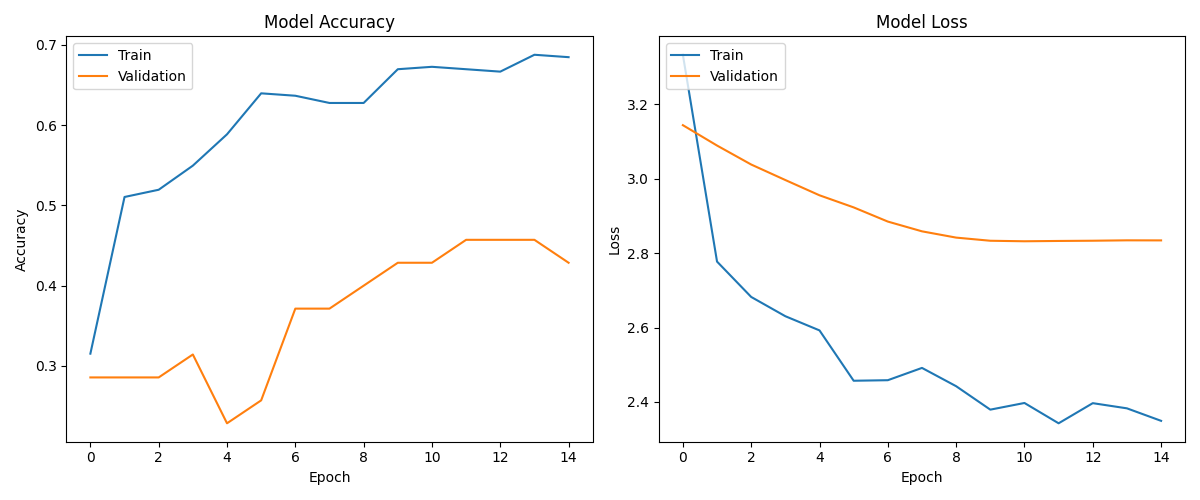 Model Accuracy
Train
Validation
0.7
0.6
0.5
0.4
0.3
Accuracy
0 2 4 6 8 10 12 14
Epoch
Model Loss
Train
Validation
3.2
3.0
2.8
2.6
2.4
Loss
0 2 4 6 8 10 12 14
Epoch